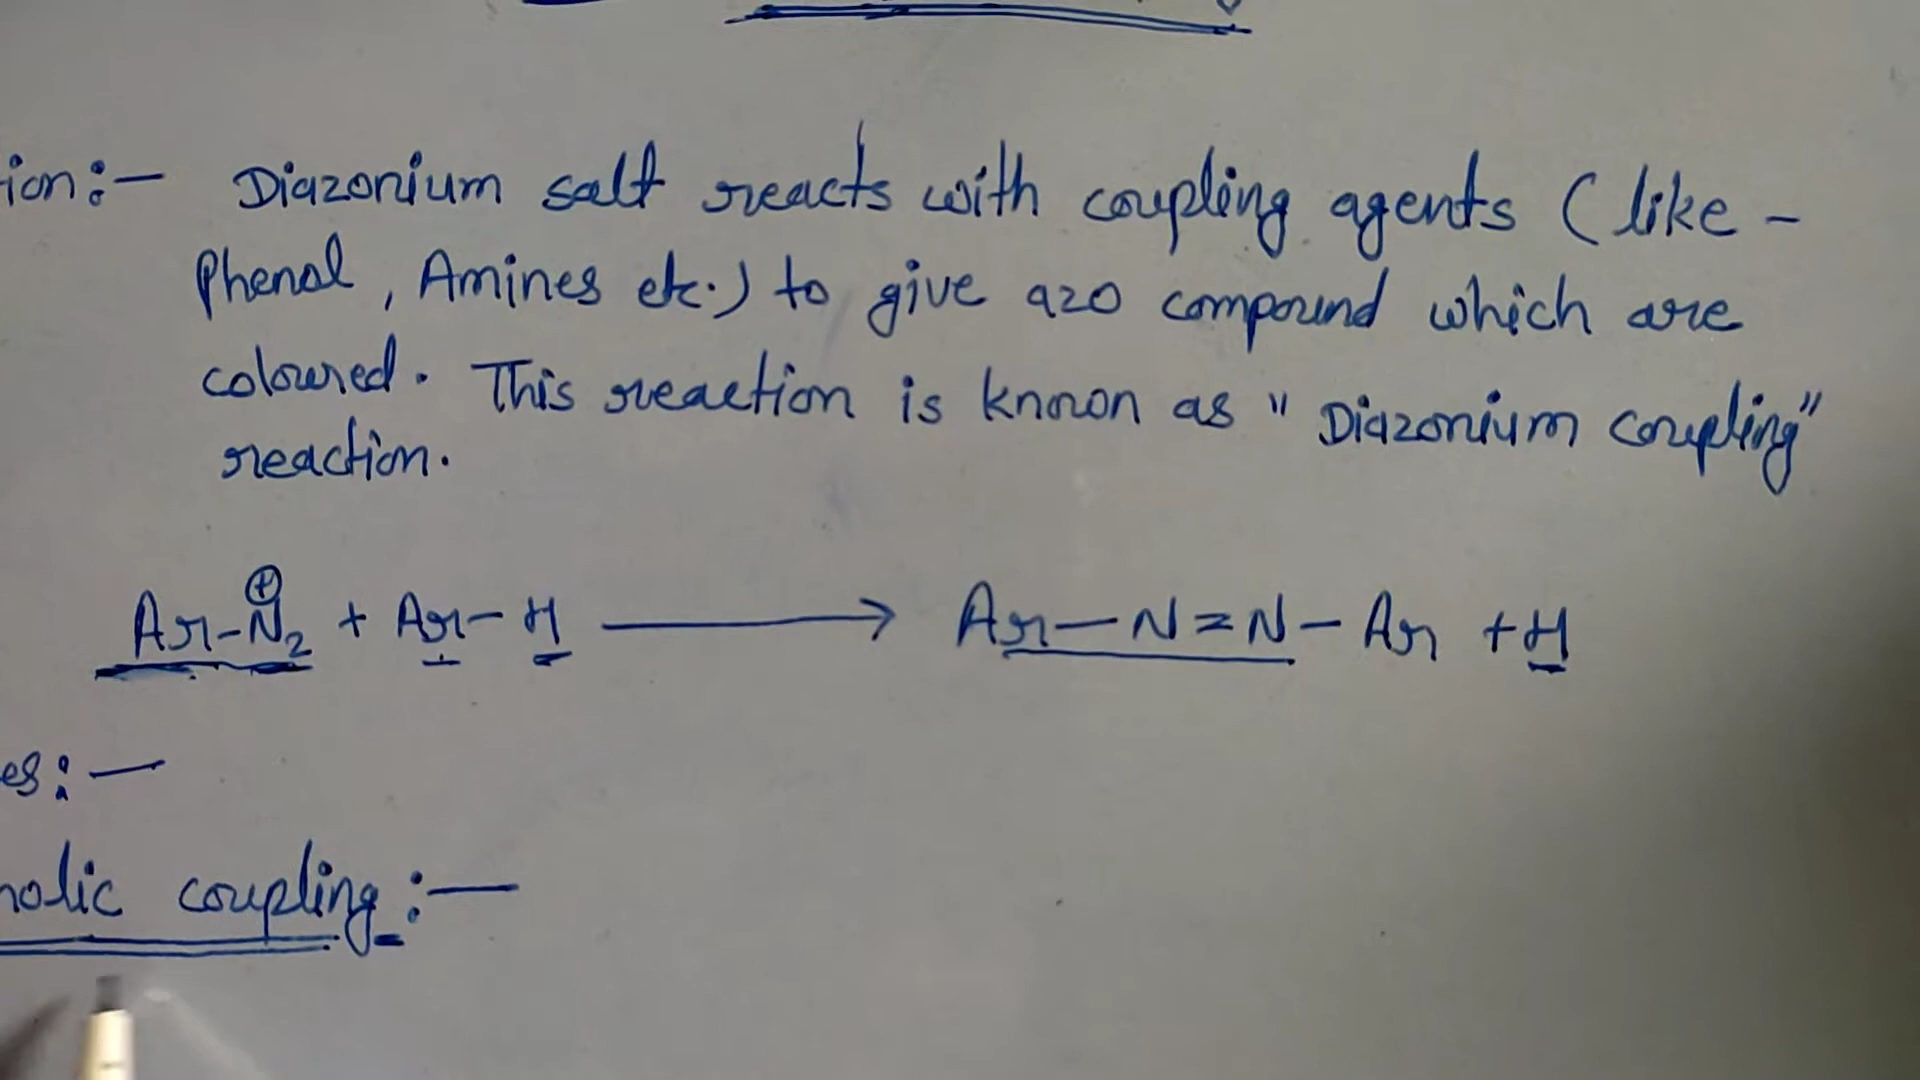 ion:- Diazonium salt reacts with coupling agents (like -
Phenol, Amines etc.) to give azo compound which are
coloured. This reaction is known as "Diazonium coupling"
reaction.
Ar-N₂⊕ + Ar-H ⟶ Ar-N=N-Ar + H
es:-
nolic coupling:-